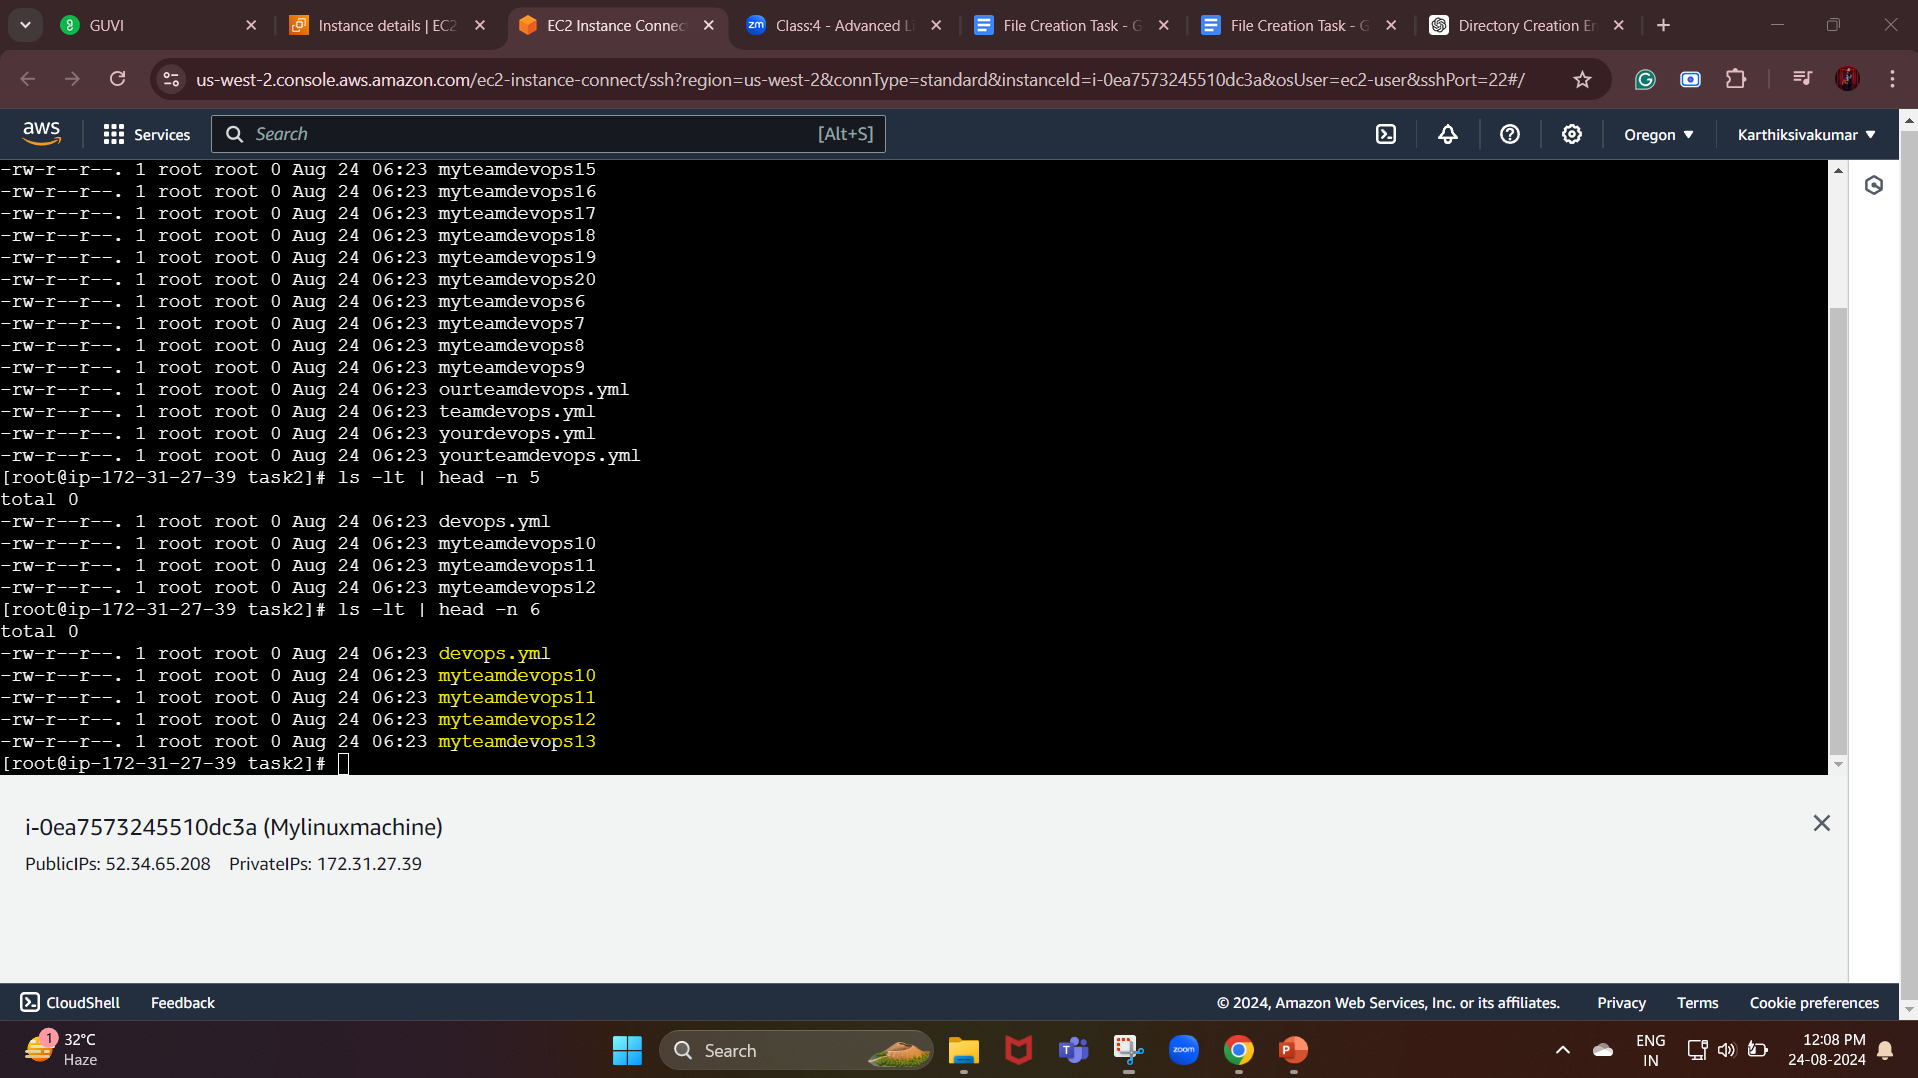 GUVI
Instance details | EC2
EC2 Instance Connec
Class:4 - Advanced Li
File Creation Task - G
File Creation Task - G
Directory Creation Er
us-west-2.console.aws.amazon.com/ec2-instance-connect/ssh?region=us-west-2&connType=standard&instanceId=i-0ea7573245510dc3a&osUser=ec2-user&sshPort=22#/
aws
Services
Search
[Alt+S]
Oregon
Karthiksivakumar
-rw-r--r--. 1 root root 0 Aug 24 06:23 myteamdevops15
-rw-r--r--. 1 root root 0 Aug 24 06:23 myteamdevops16
-rw-r--r--. 1 root root 0 Aug 24 06:23 myteamdevops17
-rw-r--r--. 1 root root 0 Aug 24 06:23 myteamdevops18
-rw-r--r--. 1 root root 0 Aug 24 06:23 myteamdevops19
-rw-r--r--. 1 root root 0 Aug 24 06:23 myteamdevops20
-rw-r--r--. 1 root root 0 Aug 24 06:23 myteamdevops6
-rw-r--r--. 1 root root 0 Aug 24 06:23 myteamdevops7
-rw-r--r--. 1 root root 0 Aug 24 06:23 myteamdevops8
-rw-r--r--. 1 root root 0 Aug 24 06:23 myteamdevops9
-rw-r--r--. 1 root root 0 Aug 24 06:23 ourteamdevops.yml
-rw-r--r--. 1 root root 0 Aug 24 06:23 teamdevops.yml
-rw-r--r--. 1 root root 0 Aug 24 06:23 yourdevops.yml
-rw-r--r--. 1 root root 0 Aug 24 06:23 yourteamdevops.yml
[root@ip-172-31-27-39 task2]# ls -lt | head -n 5
total 0
-rw-r--r--. 1 root root 0 Aug 24 06:23 devops.yml
-rw-r--r--. 1 root root 0 Aug 24 06:23 myteamdevops10
-rw-r--r--. 1 root root 0 Aug 24 06:23 myteamdevops11
-rw-r--r--. 1 root root 0 Aug 24 06:23 myteamdevops12
[root@ip-172-31-27-39 task2]# ls -lt | head -n 6
total 0
-rw-r--r--. 1 root root 0 Aug 24 06:23 devops.yml
-rw-r--r--. 1 root root 0 Aug 24 06:23 myteamdevops10
-rw-r--r--. 1 root root 0 Aug 24 06:23 myteamdevops11
-rw-r--r--. 1 root root 0 Aug 24 06:23 myteamdevops12
-rw-r--r--. 1 root root 0 Aug 24 06:23 myteamdevops13
[root@ip-172-31-27-39 task2]#
i-0ea7573245510dc3a (Mylinuxmachine)
PublicIPs: 52.34.65.208 PrivateIPs: 172.31.27.39
CloudShell
Feedback
© 2024, Amazon Web Services, Inc. or its affiliates.
Privacy
Terms
Cookie preferences
1
32°C
Haze
Search
zoom
ENG
IN
12:08 PM
24-08-2024